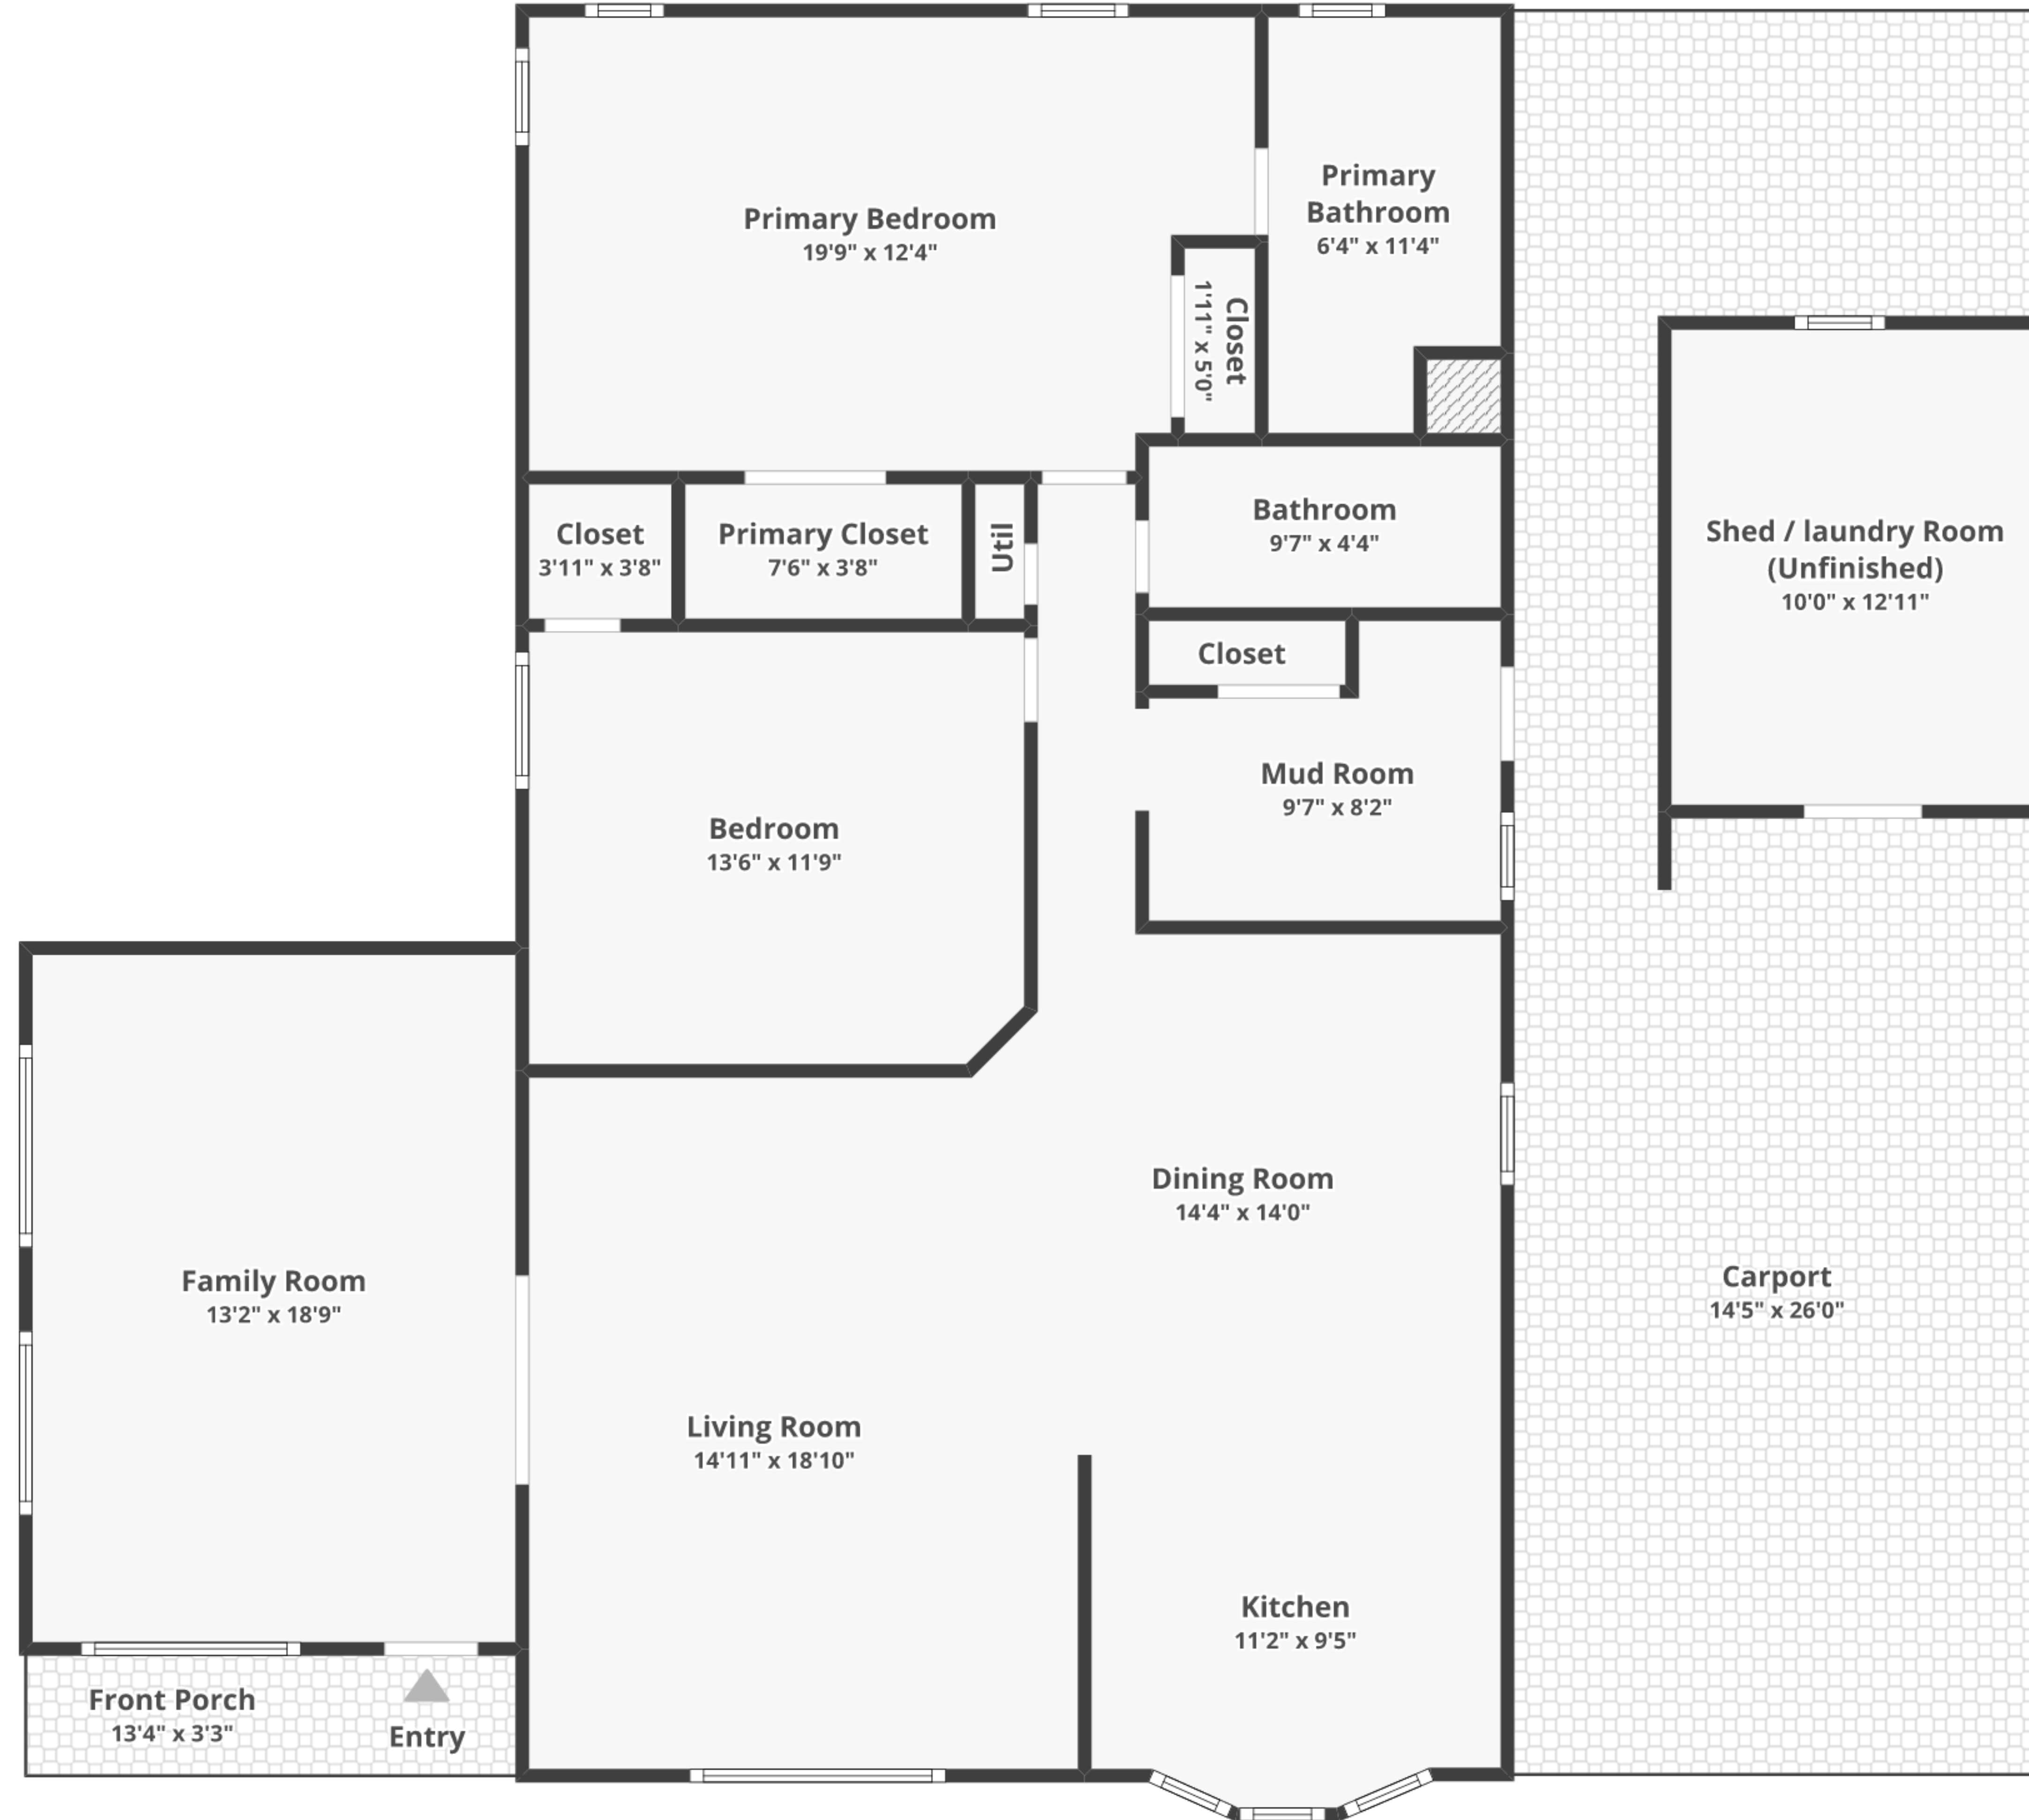 Primary Bedroom
19'9" x 12'4"
Primary
Bathroom
6'4" x 11'4"
Closet
1'11" x 5'0"
Closet
3'11" x 3'8"
Primary Closet
7'6" x 3'8"
Util
Bathroom
9'7" x 4'4"
Shed / laundry Room
(Unfinished)
10'0" x 12'11"
Closet
Mud Room
9'7" x 8'2"
Bedroom
13'6" x 11'9"
Dining Room
14'4" x 14'0"
Family Room
13'2" x 18'9"
Carport
14'5" x 26'0"
Living Room
14'11" x 18'10"
Kitchen
11'2" x 9'5"
Front Porch
13'4" x 3'3"
Entry